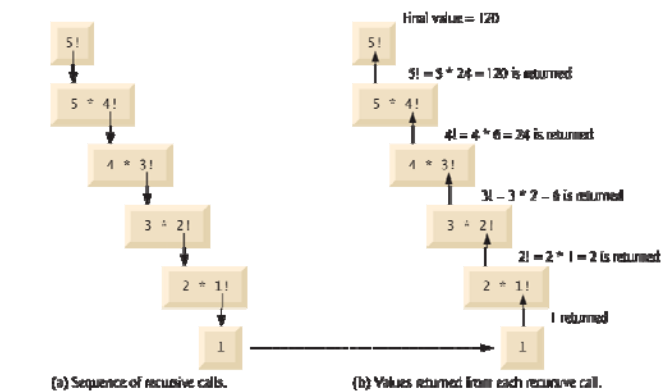 5!
5 * 4!
4 * 3!
3 * 2!
2 * 1!
1
(a) Sequence of recursive calls.
Final value = 120
5!
5! = 5 * 24 = 120 is returned
5 * 4!
4! = 4 * 6 = 24 is returned
4 * 3!
3! = 3 * 2 = 6 is returned
3 * 2!
2! = 2 * 1 = 2 is returned
2 * 1!
1 returned
1
(b) Values returned from each recursive call.